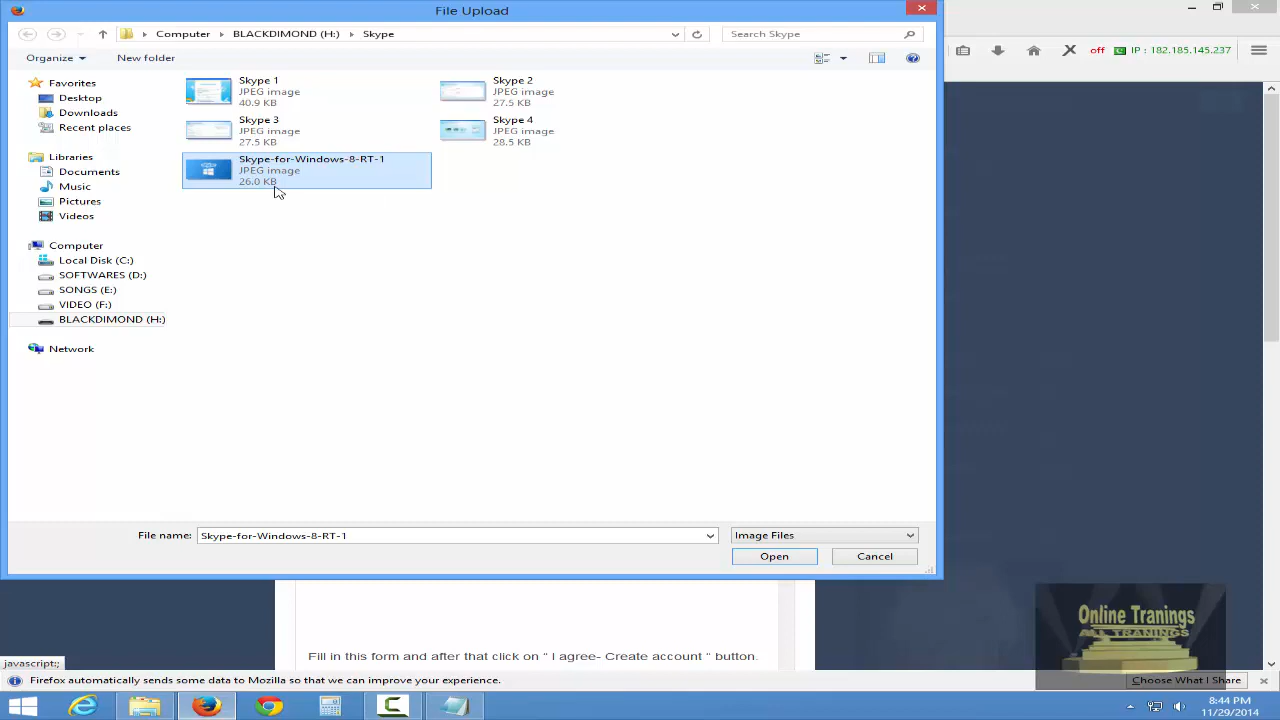 File Upload
Computer BLACKDIMOND (H:) Skype
Search Skype
off IP : 182.185.145.237
Organize New folder
Favorites
Desktop
Downloads
Recent places
Libraries
Documents
Music
Pictures
Videos
Computer
Local Disk (C:)
SOFTWARES (D:)
SONGS (E:)
VIDEO (F:)
BLACKDIMOND (H:)
Network
Skype 1
JPEG image
40.9 KB
Skype 2
JPEG image
27.5 KB
Skype 3
JPEG image
27.5 KB
Skype 4
JPEG image
28.5 KB
Skype-for-Windows-8-RT-1
JPEG image
26.0 KB
File name: Skype-for-Windows-8-RT-1
Image Files
Open Cancel
Online Tranings
ALL TRANINGS
Fill in this form and after that click on " I agree- Create account " button.
javascript:;
Firefox automatically sends some data to Mozilla so that we can improve your experience.
Choose What I Share
8:44 PM
11/29/2014